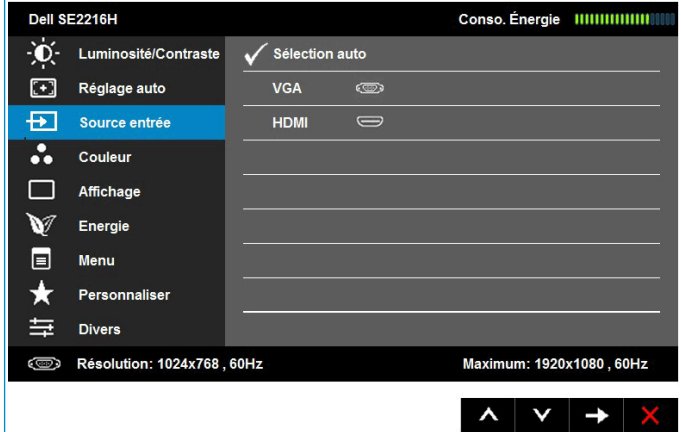 Dell SE2216H Conso. Énergie
Luminosité/Contraste Sélection auto
Réglage auto VGA
Source entrée HDMI
Couleur
Affichage
Energie
Menu
Personnaliser
Divers
Résolution: 1024x768 , 60Hz Maximum: 1920x1080 , 60Hz